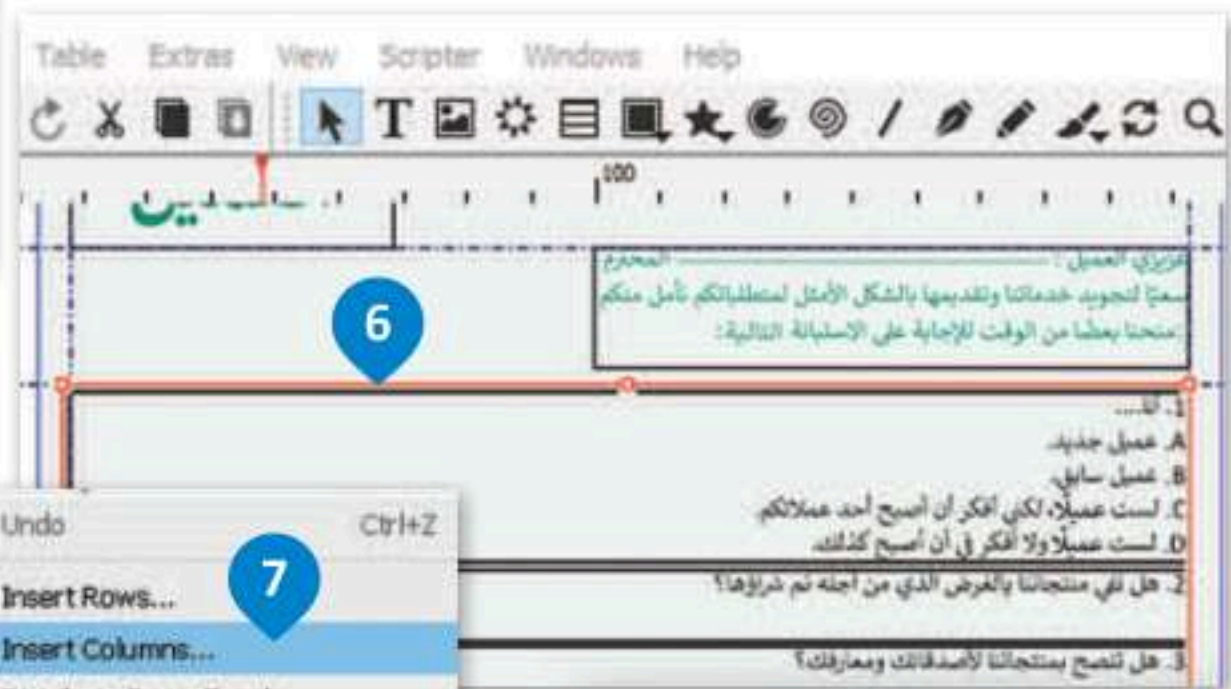 Table Extras View Scripter Windows Help
100
عزيزي العميل : ــــــــــــــــــــ المحترم
سعيًا لتجويد خدماتنا وتقديمها بالشكل الأمثل لمتطلباتكم نأمل منكم
منحنا بعضًا من الوقت للإجابة على الاستبانة التالية:
6
1. أنا....
A. عميل جديد.
B. عميل سابق.
C. لست عميلًا، لكني أفكر أن أصبح أحد عملائكم.
D. لست عميلًا ولا أفكر في أن أصبح كذلك.
2. هل تفي منتجاتنا بالغرض الذي من أجله تم شراؤها؟
3. هل تنصح بمنتجاتنا لأصدقائك ومعارفك؟
Undo Ctrl+Z
7
Insert Rows...
Insert Columns...